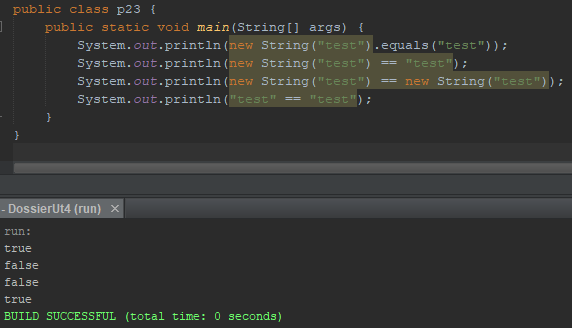 public class p23 {
public static void main(String[] args) {
System.out.println(new String("test").equals("test"));
System.out.println(new String("test") == "test");
System.out.println(new String("test") == new String("test"));
System.out.println("test" == "test");
}
}
- DossierUt4 (run) ×
run:
true
false
false
true
BUILD SUCCESSFUL (total time: 0 seconds)